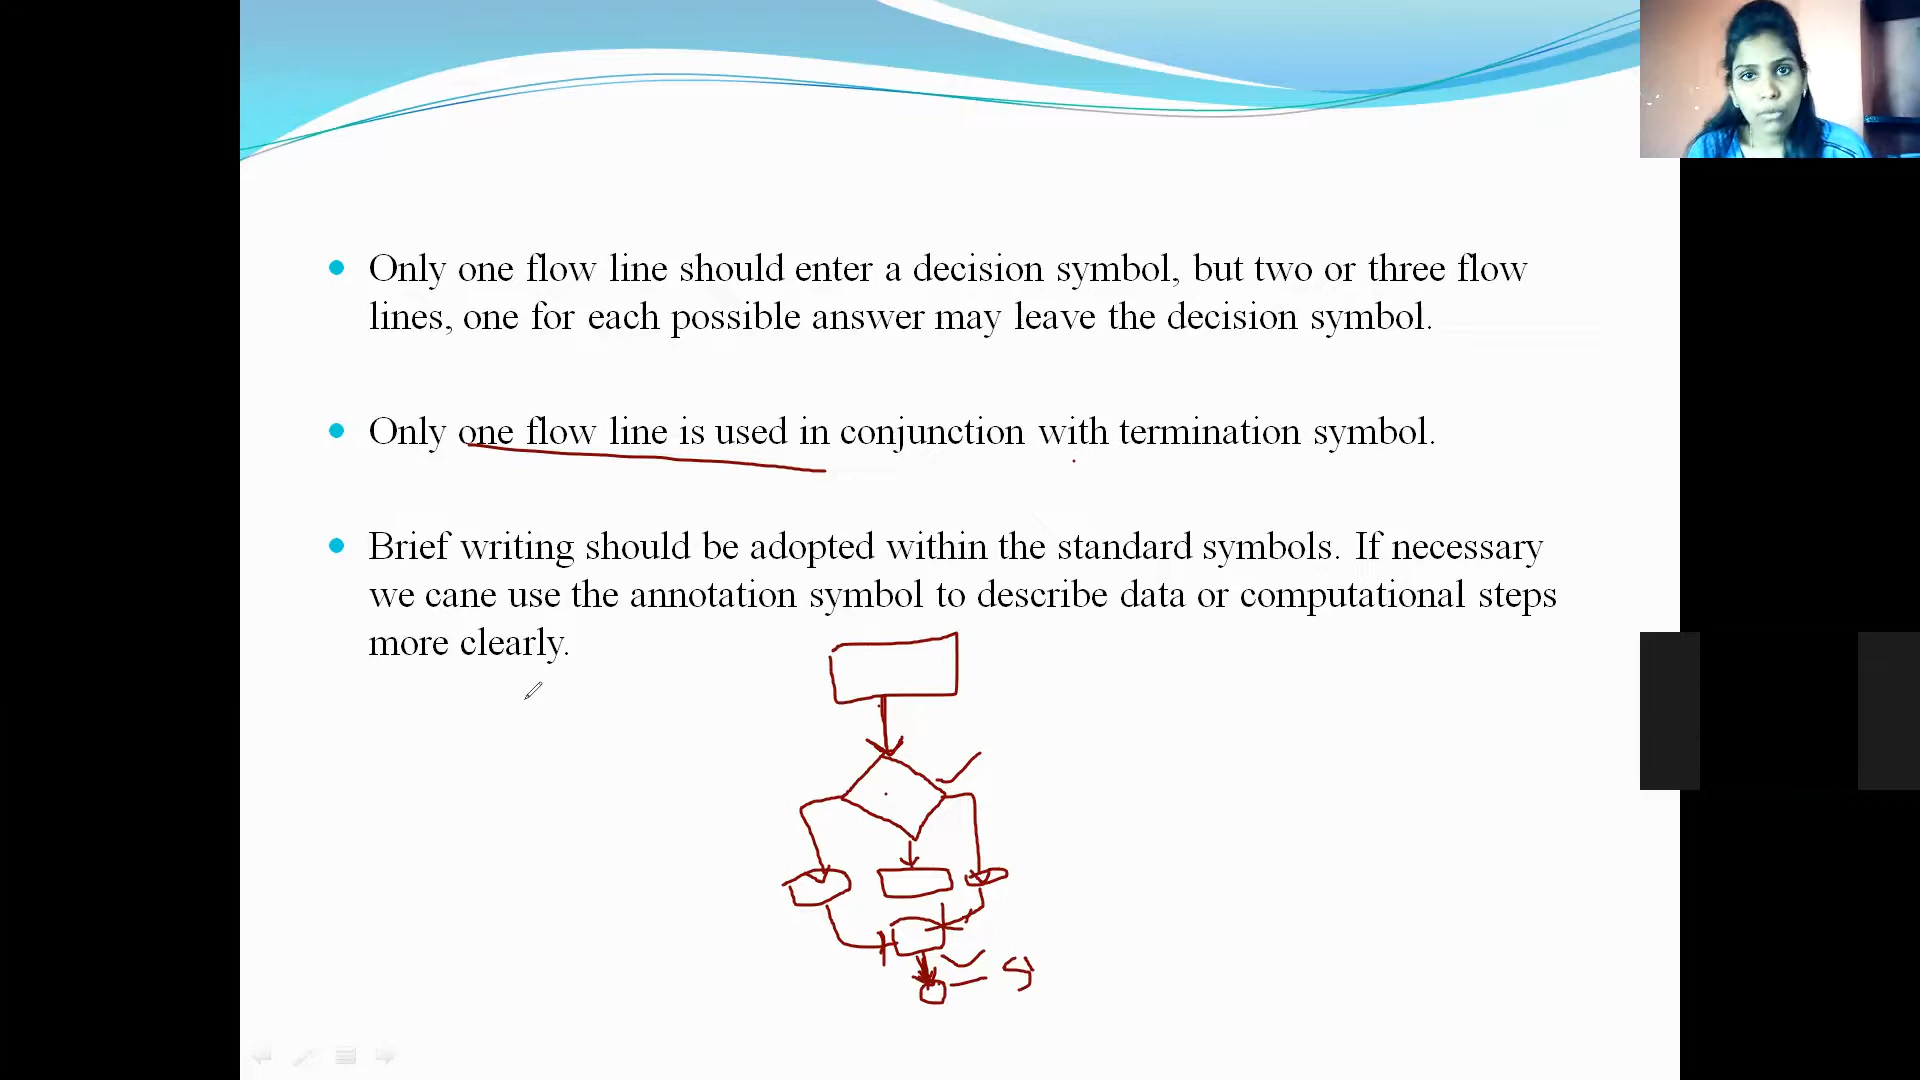 Only one flow line should enter a decision symbol, but two or three flow
lines, one for each possible answer may leave the decision symbol.
Only one flow line is used in conjunction with termination symbol.
Brief writing should be adopted within the standard symbols. If necessary
we cane use the annotation symbol to describe data or computational steps
more clearly.